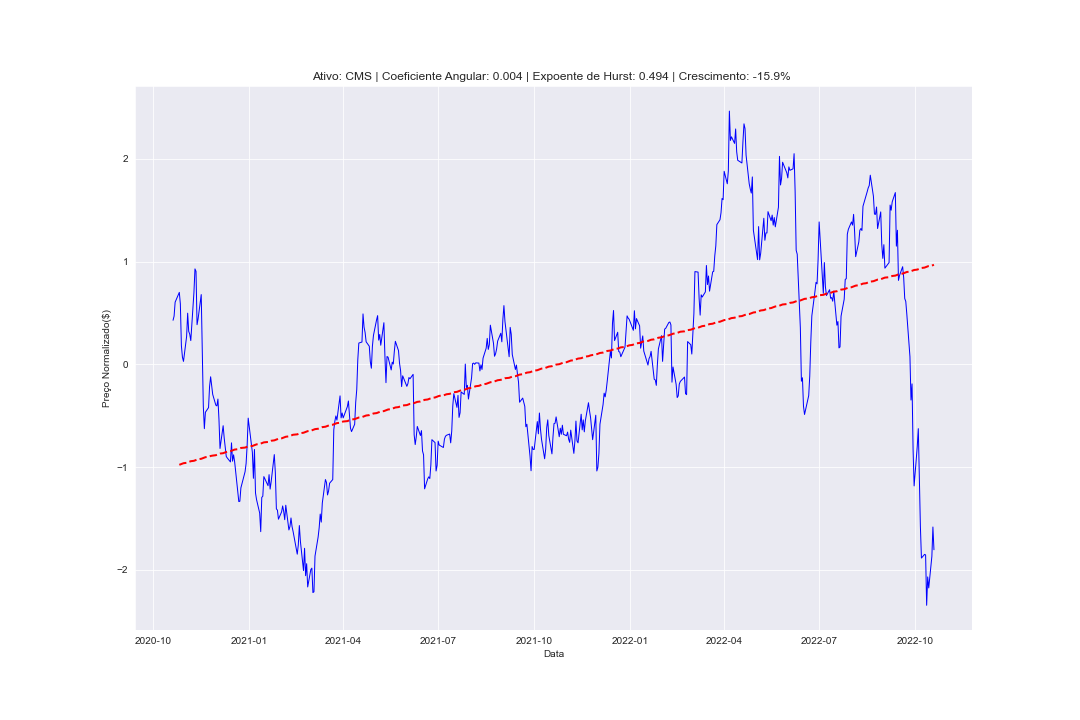 Ativo: CMS | Coeficiente Angular: 0.004 | Expoente de Hurst: 0.494 | Crescimento: -15.9%
Preço Normalizado($)
2
1
0
−1
−2
2020-10 2021-01 2021-04 2021-07 2021-10 2022-01 2022-04 2022-07 2022-10
Data